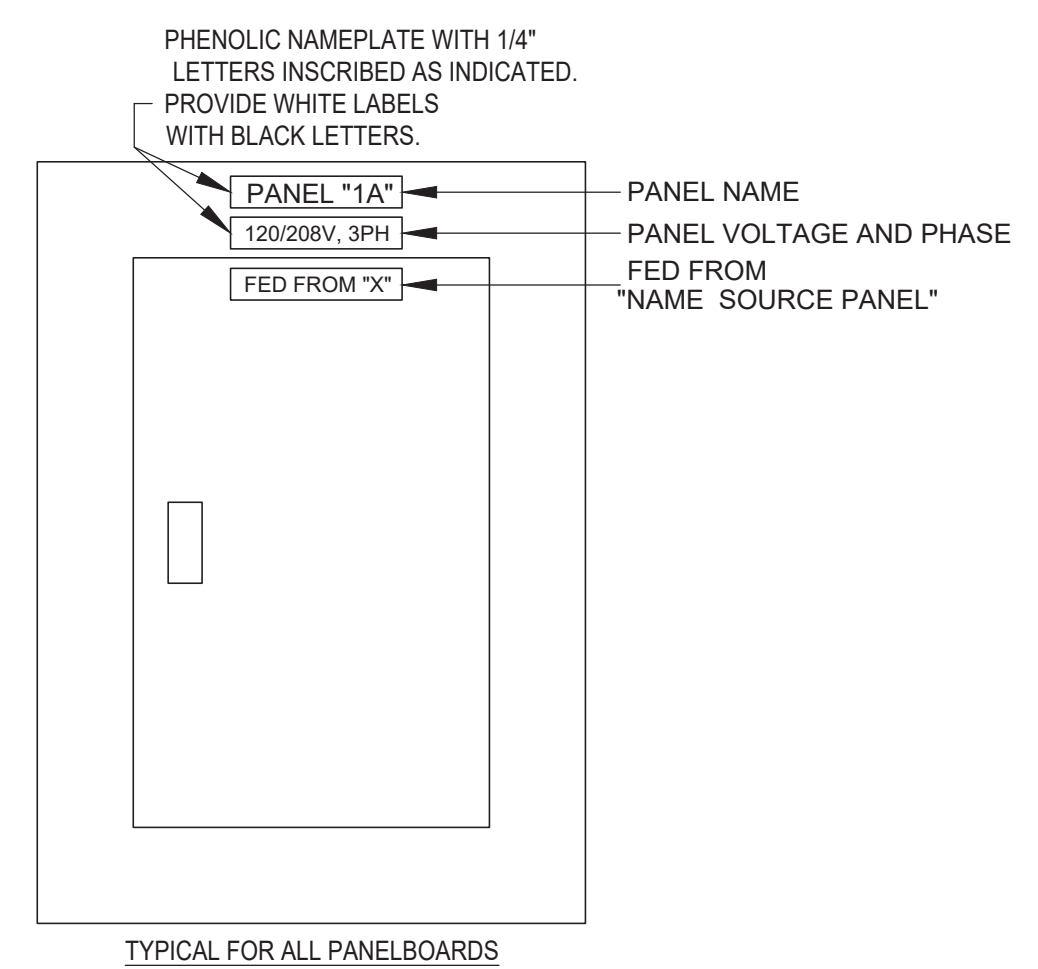 PHENOLIC NAMEPLATE WITH 1/4"
LETTERS INSCRIBED AS INDICATED.
PROVIDE WHITE LABELS
WITH BLACK LETTERS.
PANEL "1A"
PANEL NAME
120/208V, 3PH
PANEL VOLTAGE AND PHASE
FED FROM "X"
FED FROM
"NAME SOURCE PANEL"
TYPICAL FOR ALL PANELBOARDS